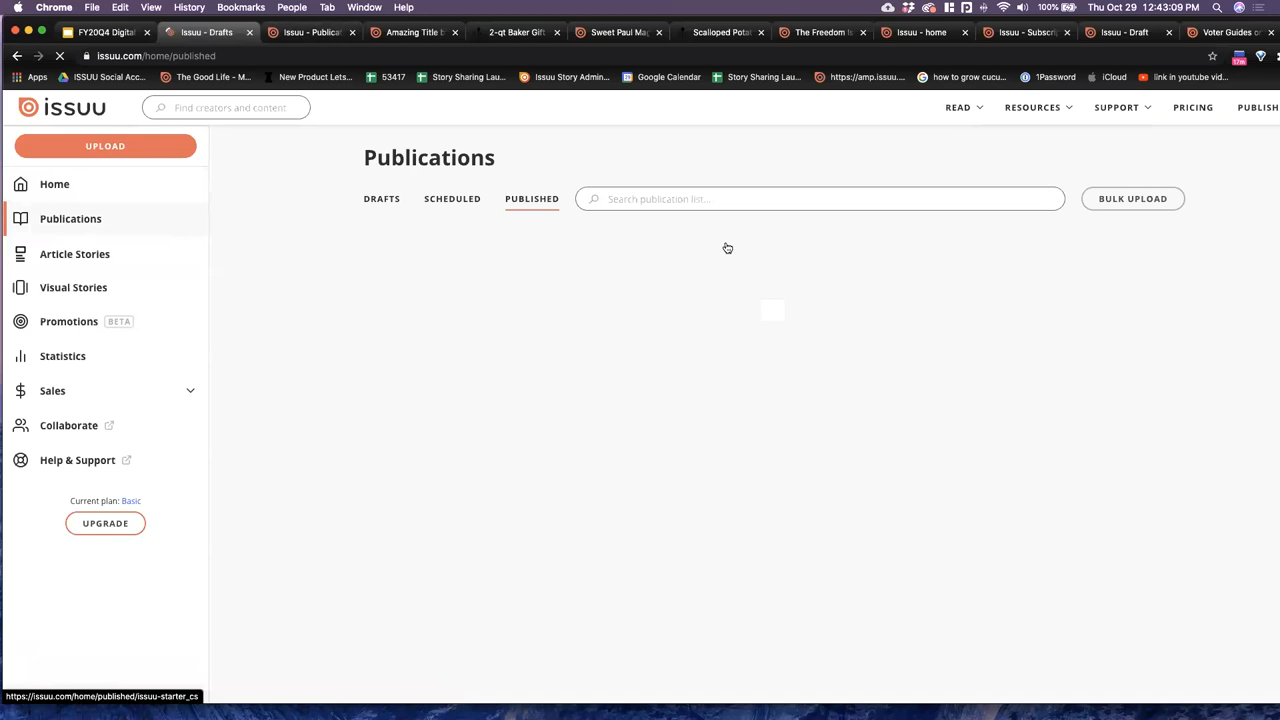 Chrome File Edit View History Bookmarks People Tab Window Help 100% Thu Oct 29 12:43:09 PM
FY20Q4 Digital Issuu - Drafts Issuu - Publicat Amazing Title b 2-qt Baker Gift Sweet Paul Mag Scalloped Pota The Freedom Is Issuu - home Issuu - Subscri Issuu - Draft Voter Guides on
issuu.com/home/published 17m
Apps ISSUU Social Acco... The Good Life - M... New Product Lets... 53417 Story Sharing Lau... Issuu Story Admin... Google Calendar Story Sharing Lau... https://amp.issuu... how to grow cucu... 1Password iCloud link in youtube vid...
issuu Find creators and content READ RESOURCES SUPPORT PRICING PUBLISH
UPLOAD
Publications
Home
DRAFTS SCHEDULED PUBLISHED Search publication list... BULK UPLOAD
Publications
Article Stories
Visual Stories
Promotions BETA
Statistics
Sales
Collaborate
Help & Support
Current plan: Basic
UPGRADE
https://issuu.com/home/published/issuu-starter_cs